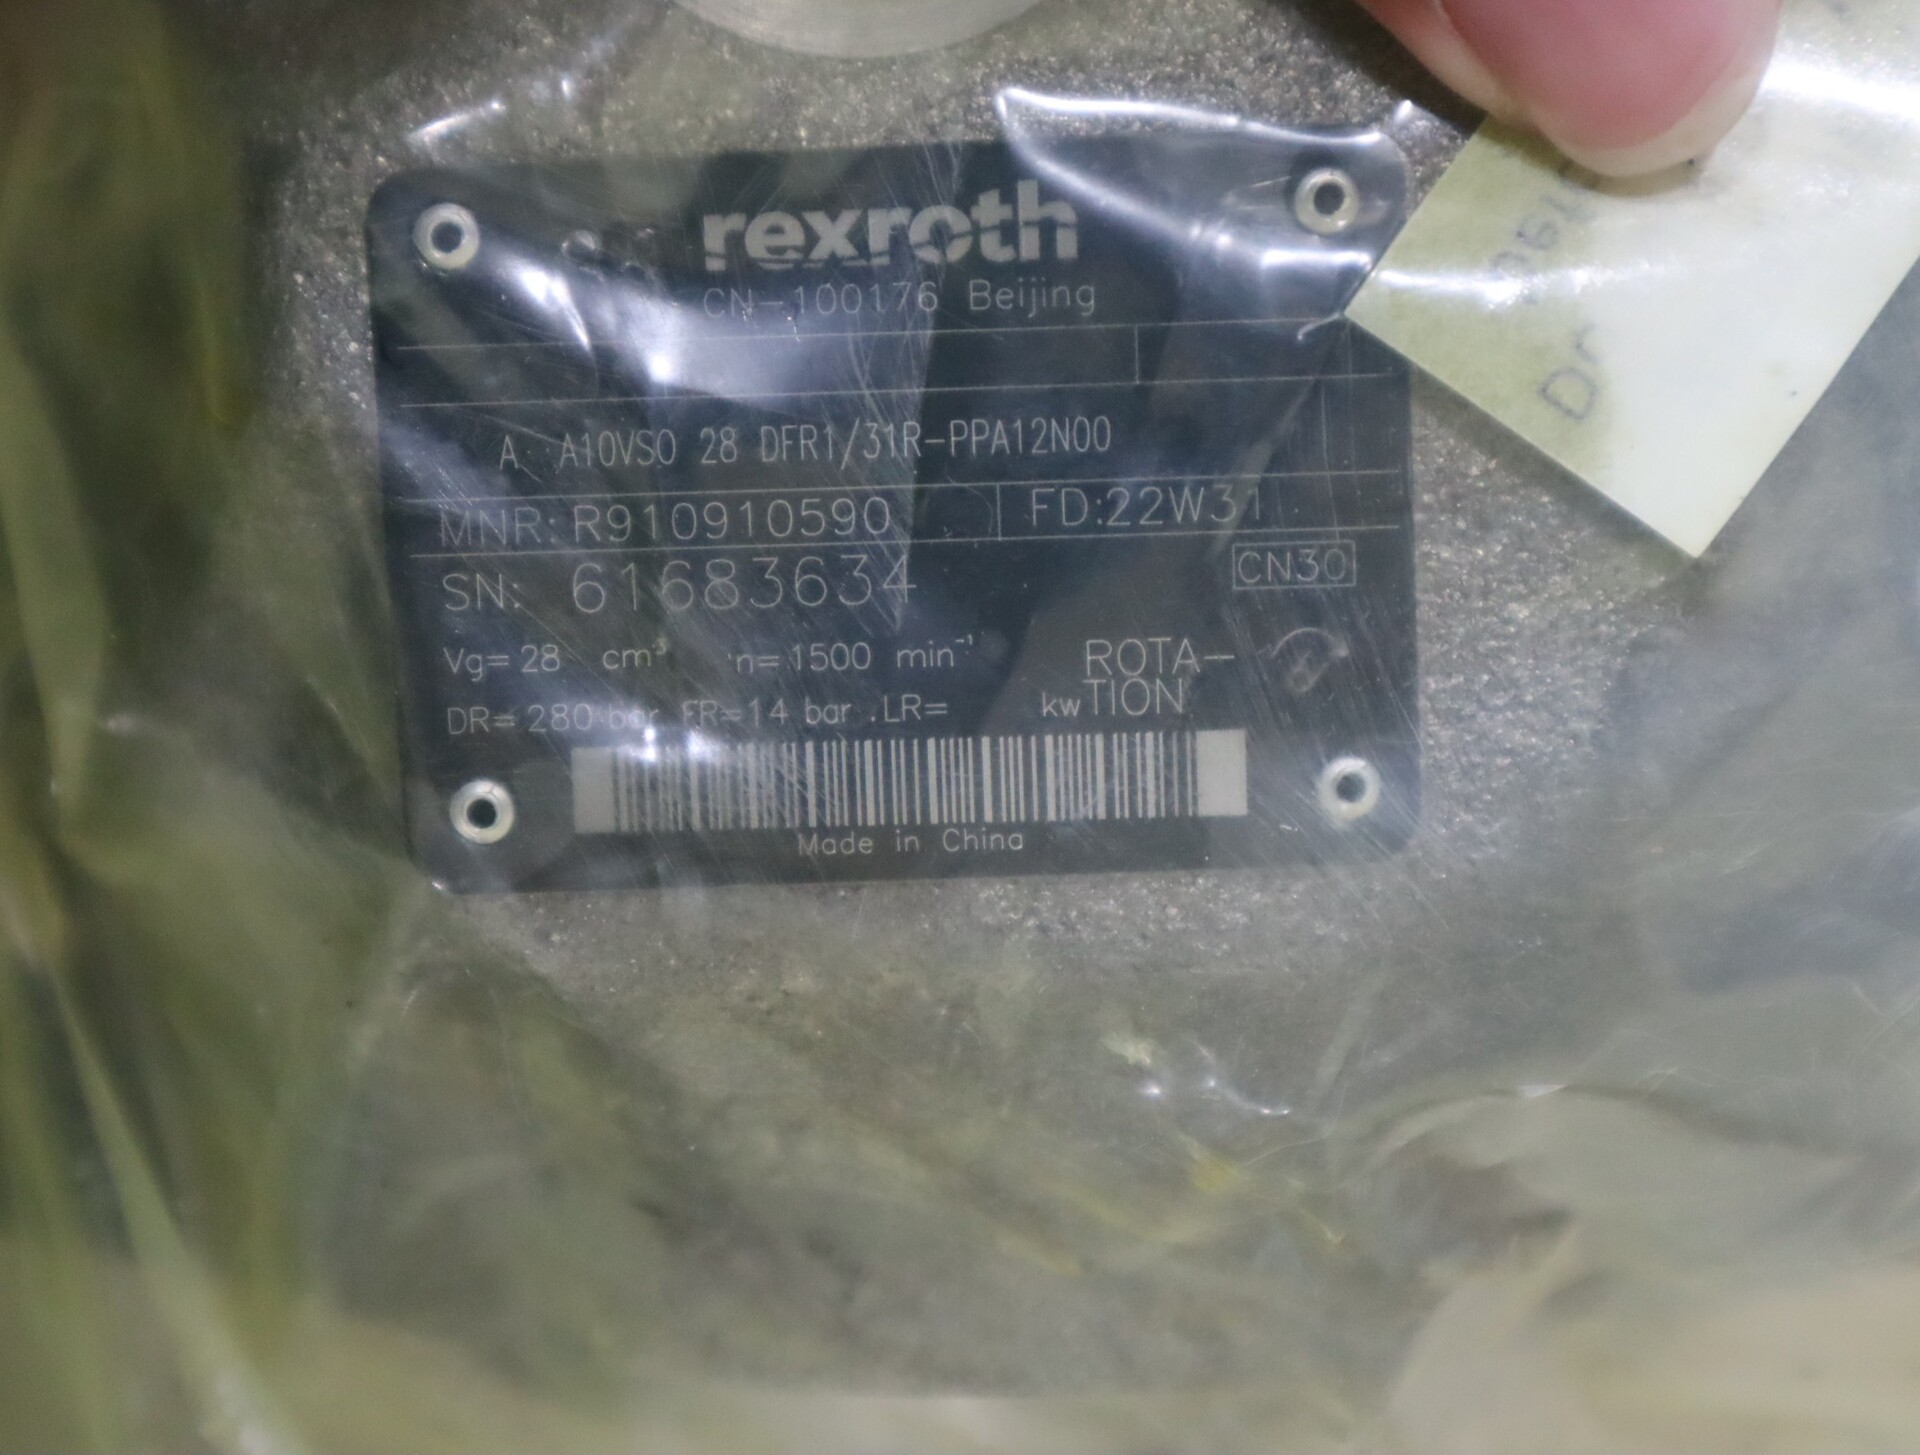 rexroth
CN-100176 Beijing
A A10VSO 28 DFR1/31R-PPA12N00
MNR: R910910590 FD:22W31
SN: 61683634 CN30
Vg= 28 cm³ n= 1500 min⁻¹ ROTA-
DR= 280 bar FR=14 bar LR= kW TION
Made in China